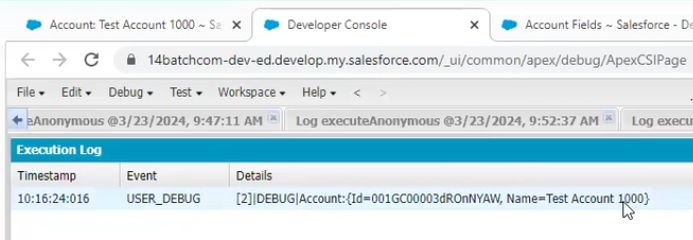 Account: Test Account 1000 ~ Sa
Developer Console
Account Fields ~ Salesforce - De
14batchcom-dev-ed.develop.my.salesforce.com/_ui/common/apex/debug/ApexCSIPage
File Edit Debug Test Workspace Help < >
eAnonymous @3/23/2024, 9:47:11 AM
Log executeAnonymous @3/23/2024, 9:52:37 AM
Log execu
Execution Log
Timestamp Event Details
10:16:24:016 USER_DEBUG [2]|DEBUG|Account:{Id=001GC00003dROnNYAW, Name=Test Account 1000}